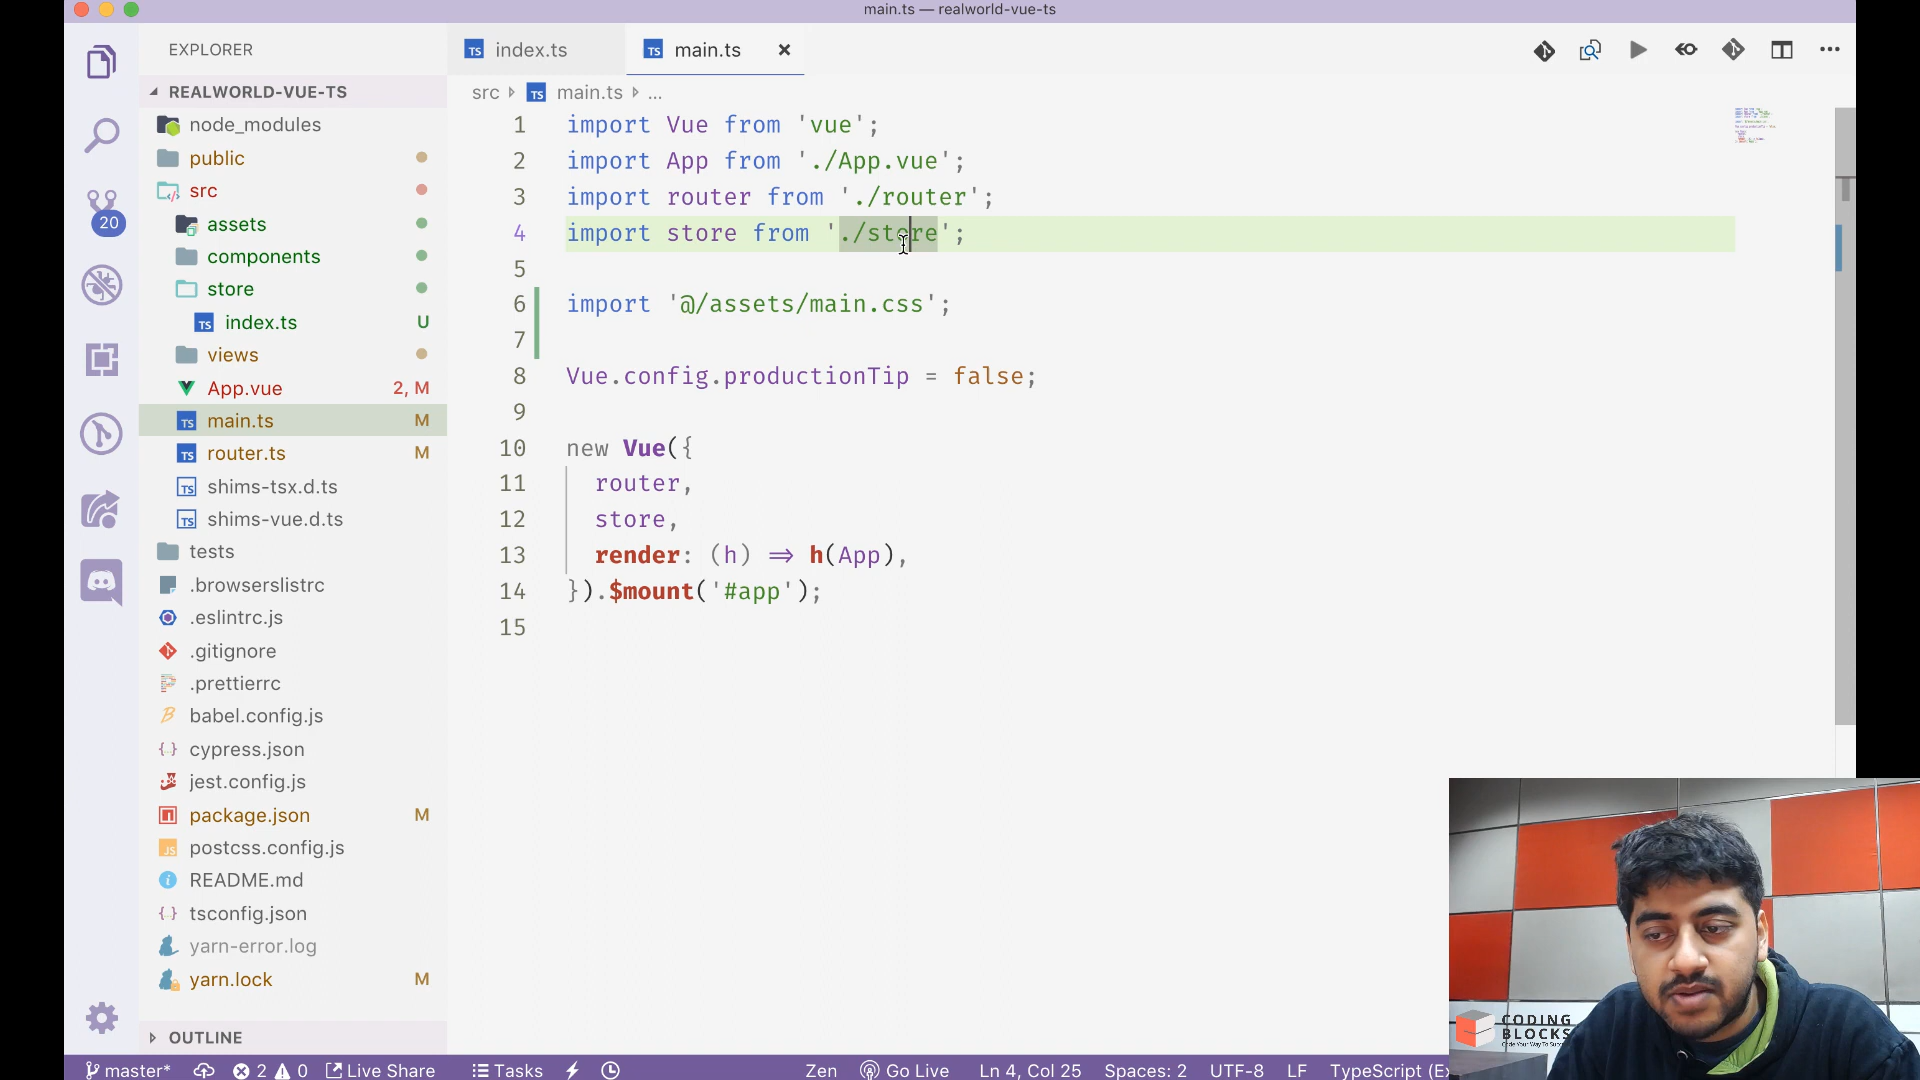 main.ts — realworld-vue-ts
EXPLORER
REALWORLD-VUE-TS
node_modules
public
src
assets
components
store
index.ts U
views
App.vue 2, M
main.ts M
router.ts M
shims-tsx.d.ts
shims-vue.d.ts
tests
.browserslistrc
.eslintrc.js
.gitignore
.prettierrc
babel.config.js
cypress.json
jest.config.js
package.json M
postcss.config.js
README.md
tsconfig.json
yarn-error.log
yarn.lock M
OUTLINE
20
TS index.ts
TS main.ts ×
src main.ts ...
1 import Vue from 'vue';
2 import App from './App.vue';
3 import router from './router';
4 import store from './store';
5
6 import '@/assets/main.css';
7
8 Vue.config.productionTip = false;
9
10 new Vue({
11 router,
12 store,
13 render: (h) => h(App),
14 }).$mount('#app');
15
CODING
BLOCKS
master* 2 0 Live Share Tasks Zen Go Live Ln 4, Col 25 Spaces: 2 UTF-8 LF TypeScript (Ex